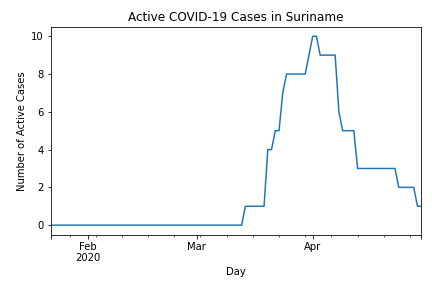 Active COVID-19 Cases in Suriname
10
8
6
4
2
0
Number of Active Cases
Feb
2020
Mar
Apr
Day